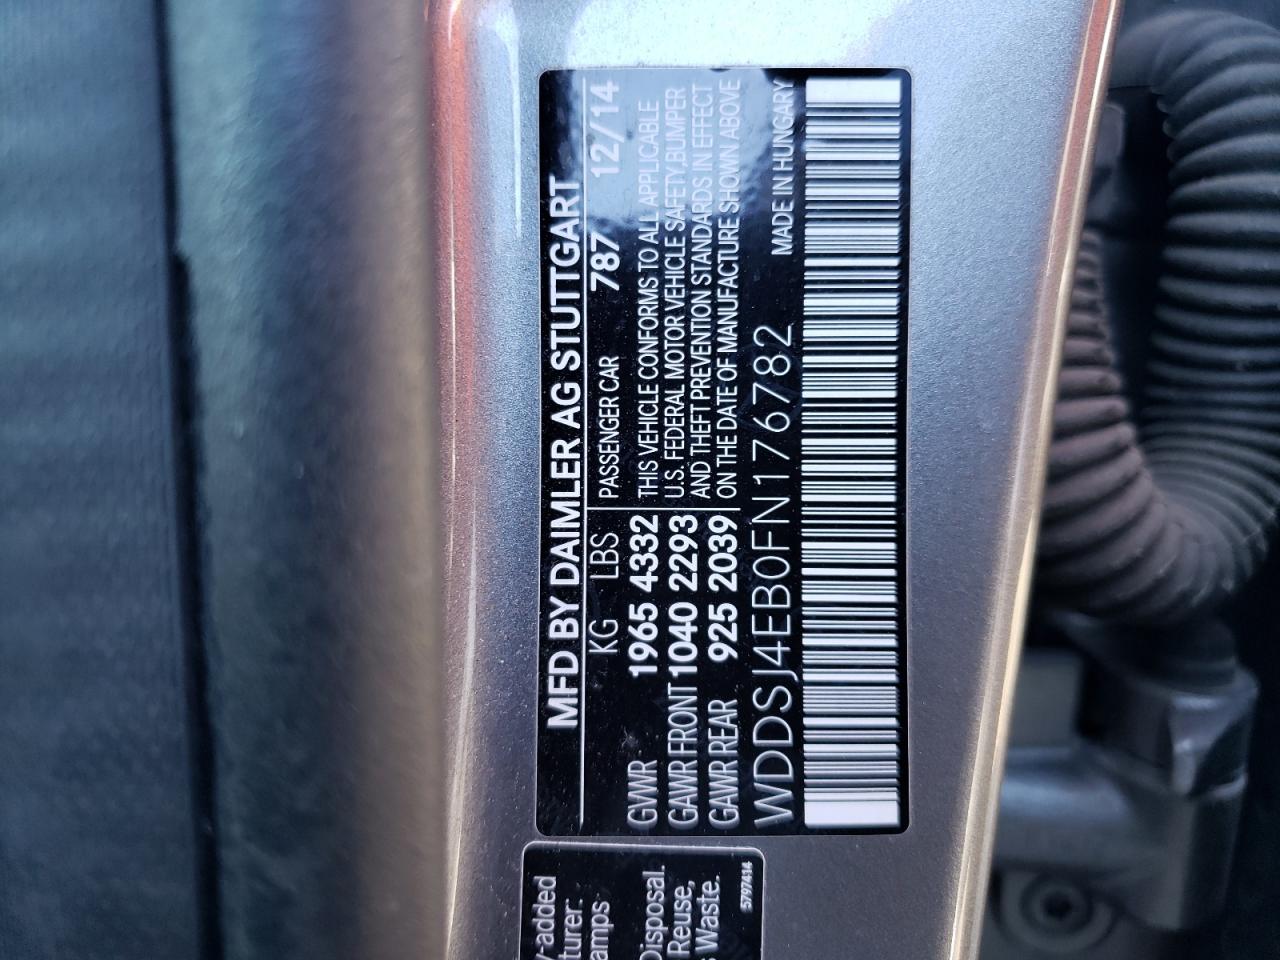 MFD BY DAIMLER AG STUTTGART
KG LBS PASSENGER CAR 787 12/14
GVWR 1965 4332
GAWR FRONT 1040 2293
GAWR REAR 925 2039
THIS VEHICLE CONFORMS TO ALL APPLICABLE
U.S. FEDERAL MOTOR VEHICLE SAFETY,BUMPER
AND THEFT PREVENTION STANDARDS IN EFFECT
ON THE DATE OF MANUFACTURE SHOWN ABOVE
WDDSJ4EB0FN176782 MADE IN HUNGARY
y-added
turer.
amps
Disposal.
Reuse,
s Waste.
5797414